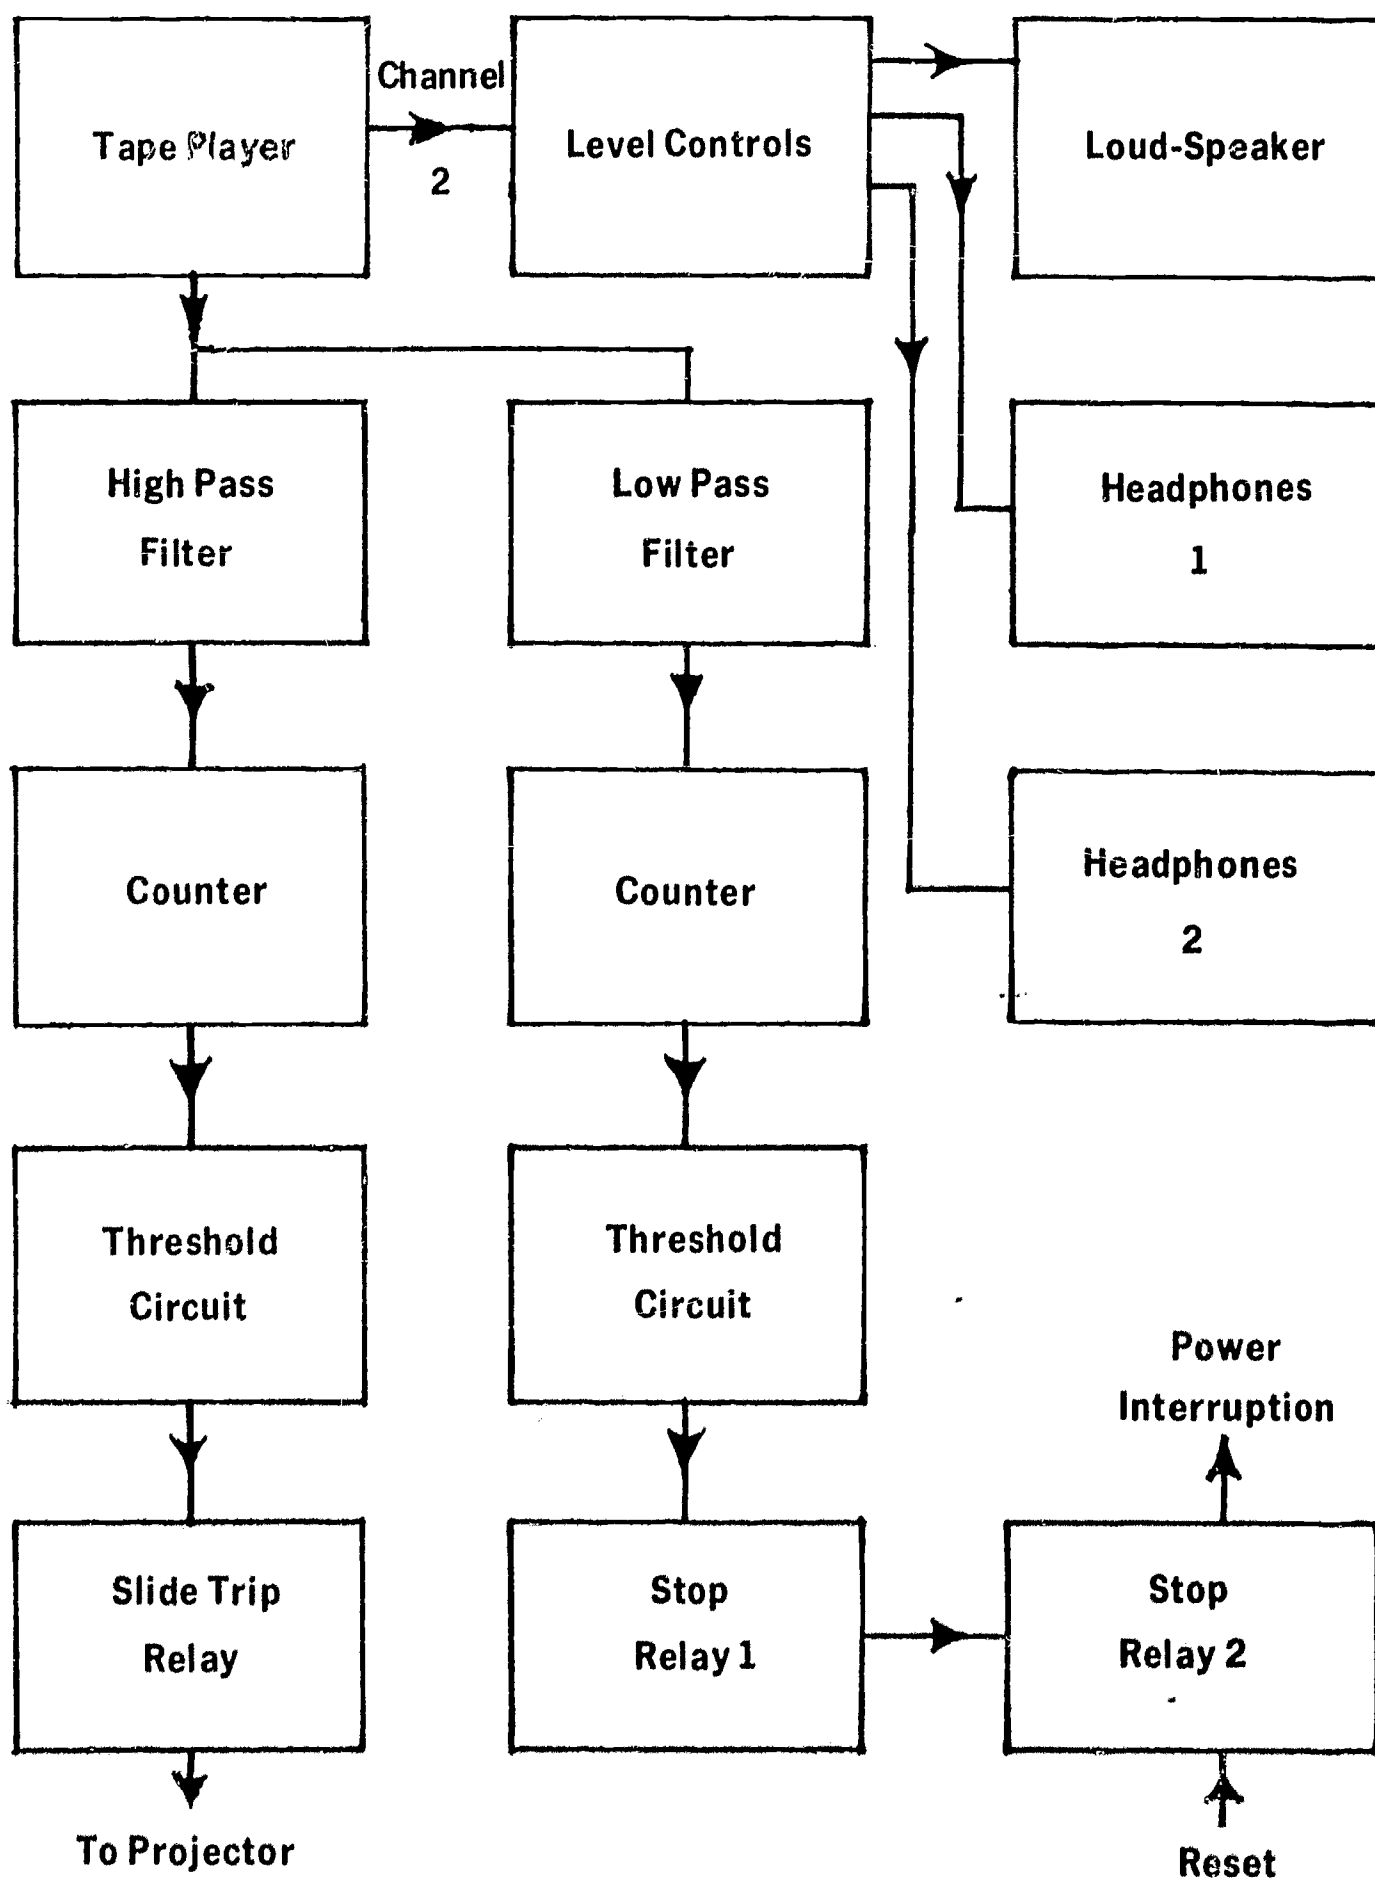 Tape Player
Channel
2
Level Controls
Loud-Speaker
High Pass
Filter
Low Pass
Filter
Headphones
1
Counter
Counter
Headphones
2
Threshold
Circuit
Threshold
Circuit
Power
Interruption
Slide Trip
Relay
Stop
Relay 1
Stop
Relay 2
To Projector
Reset